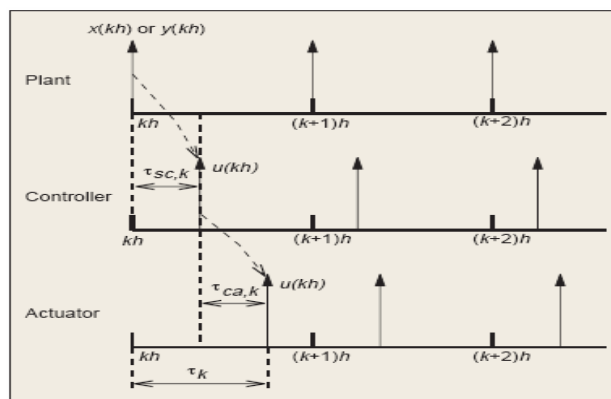 x(kh) or y(kh)
Plant
kh
(k+1)h
(k+2)h
τsc,k
u(kh)
Controller
kh
(k+1)h
(k+2)h
τca,k
u(kh)
Actuator
kh
(k+1)h
(k+2)h
τk